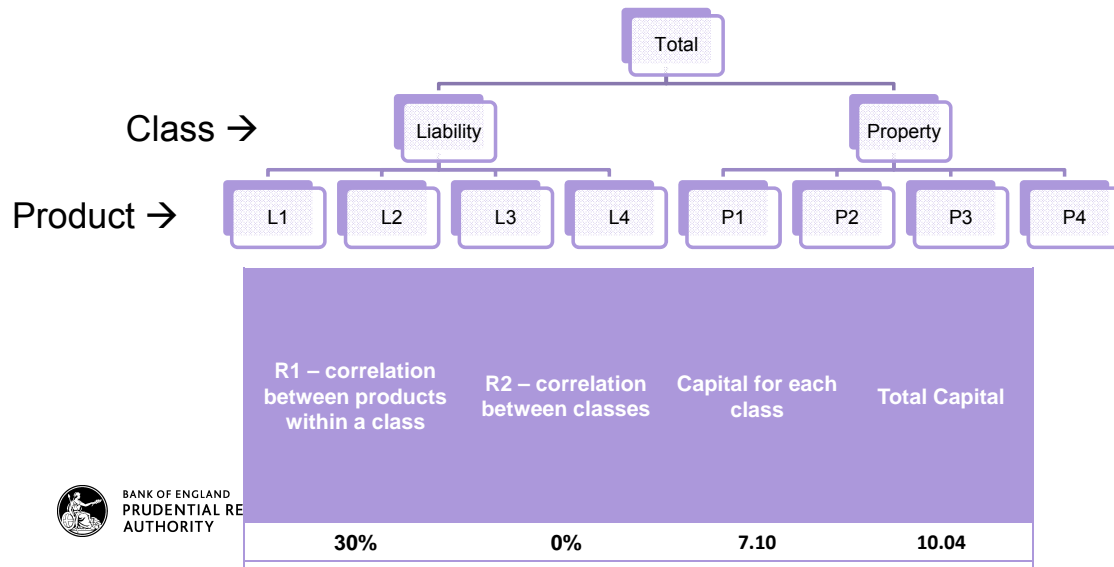 Total
Class →
Liability
Property
Product →
L1
L2
L3
L4
P1
P2
P3
P4
R1 – correlation
between products
within a class
R2 – correlation
between classes
Capital for each
class
Total Capital
BANK OF ENGLAND
PRUDENTIAL RE
AUTHORITY
30%
0%
7.10
10.04